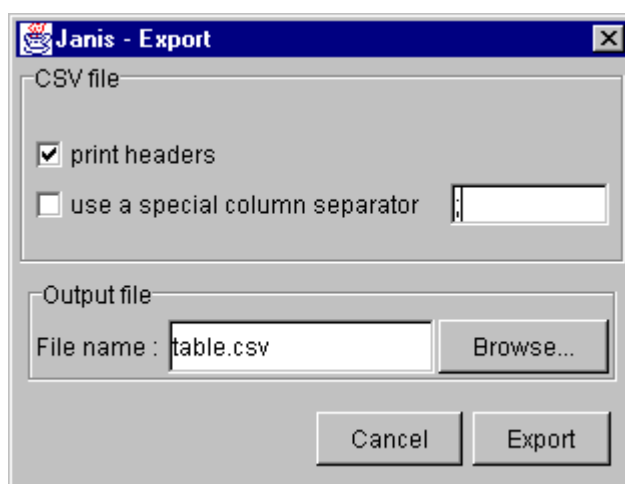 Janis - Export
CSV file
print headers
use a special column separator ;
Output file
File name : table.csv Browse...
Cancel Export